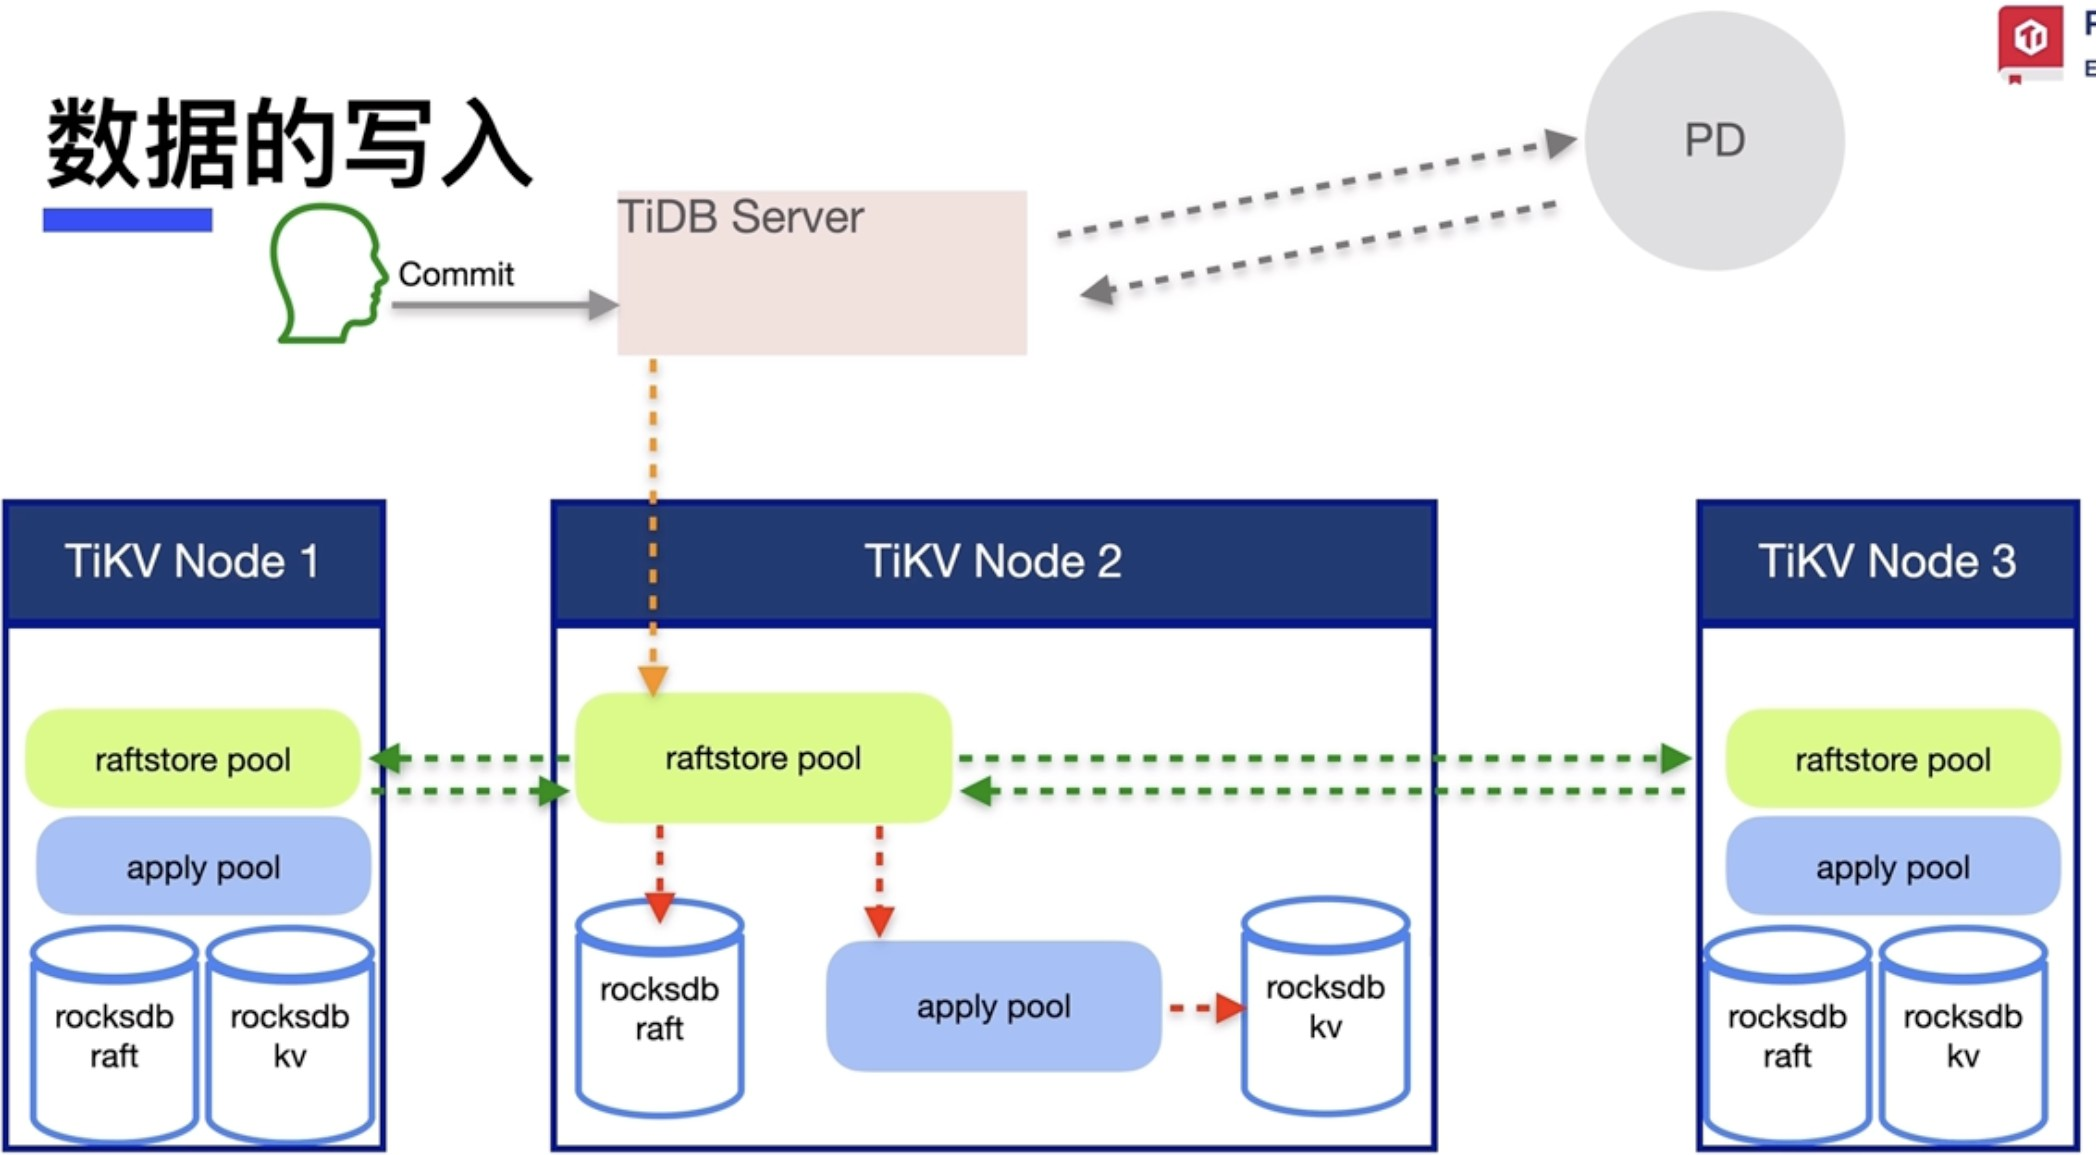 数据的写入
PD
TiDB Server
Commit
TiKV Node 1
TiKV Node 2
TiKV Node 3
raftstore pool
raftstore pool
raftstore pool
apply pool
apply pool
apply pool
rocksdb
raft
rocksdb
kv
rocksdb
raft
rocksdb
kv
rocksdb
raft
rocksdb
kv